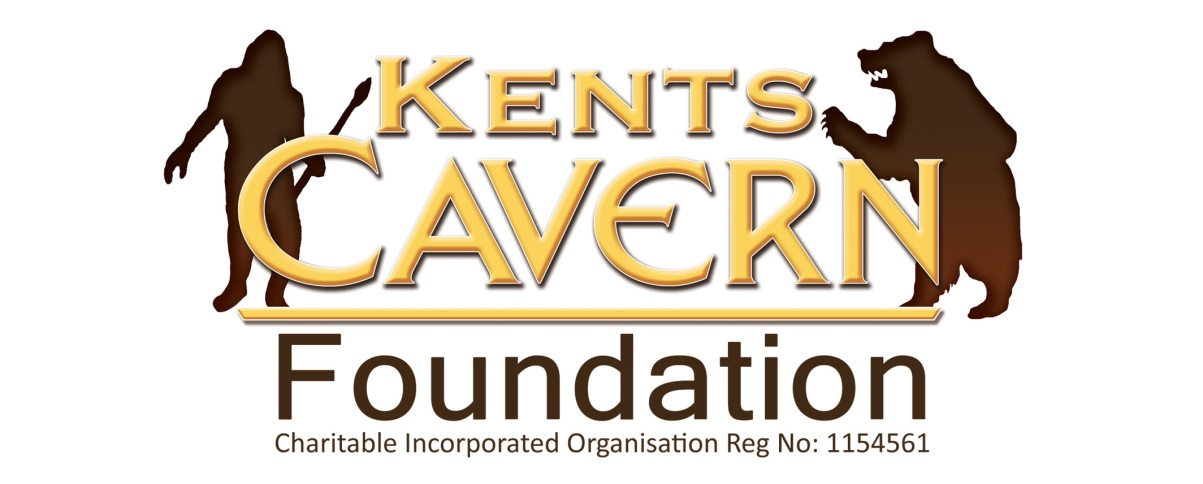 KENTS
CAVERN
Foundation
Charitable Incorporated Organisation Reg No: 1154561